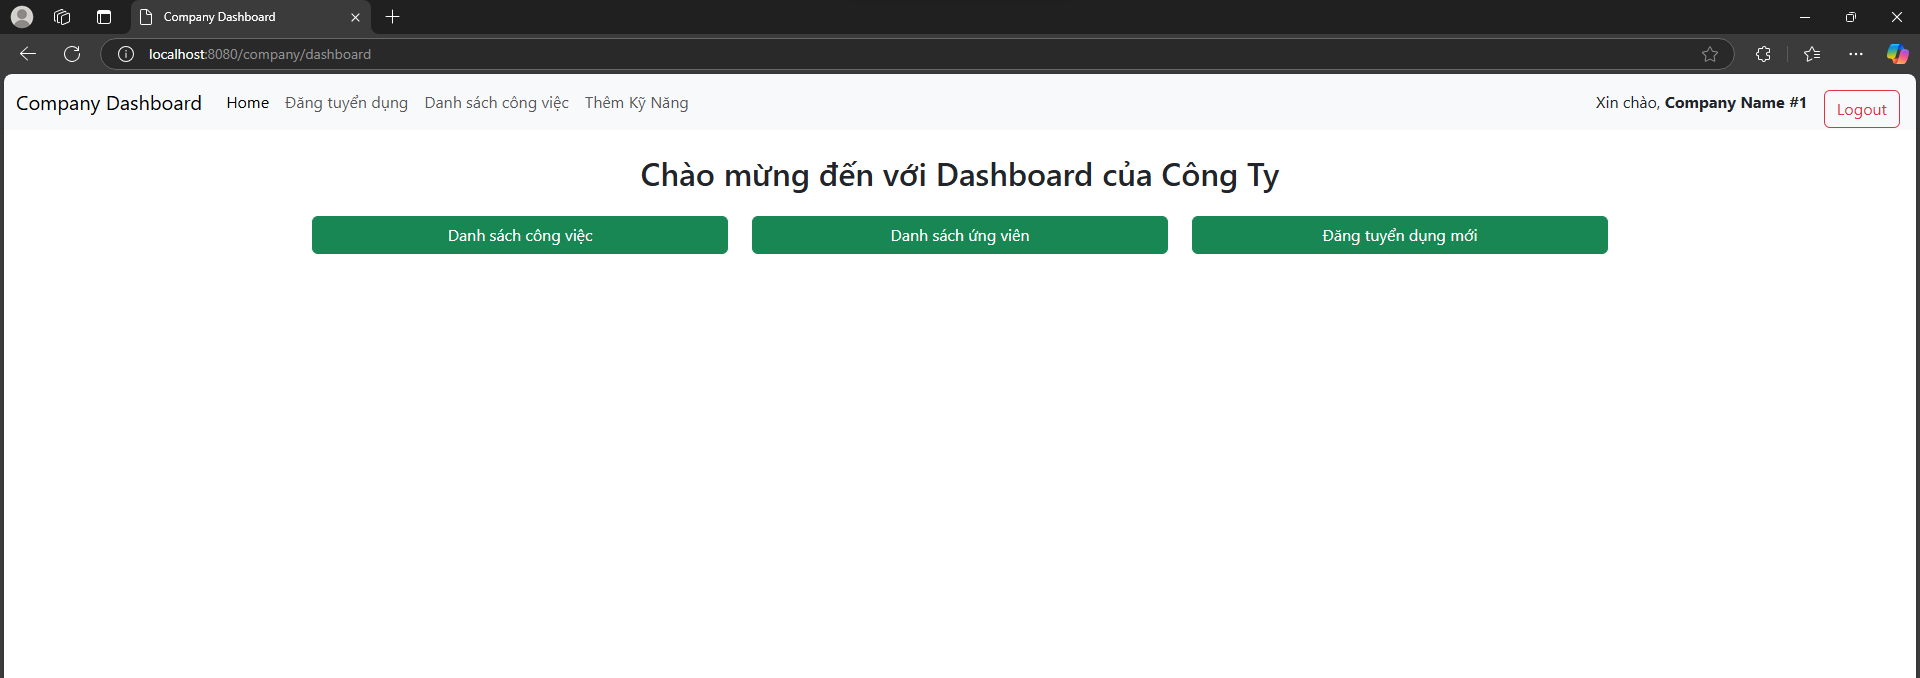 Company Dashboard
localhost:8080/company/dashboard
Company Dashboard Home Đăng tuyển dụng Danh sách công việc Thêm Kỹ Năng Xin chào, Company Name #1 Logout
Chào mừng đến với Dashboard của Công Ty
Danh sách công việc Danh sách ứng viên Đăng tuyển dụng mới